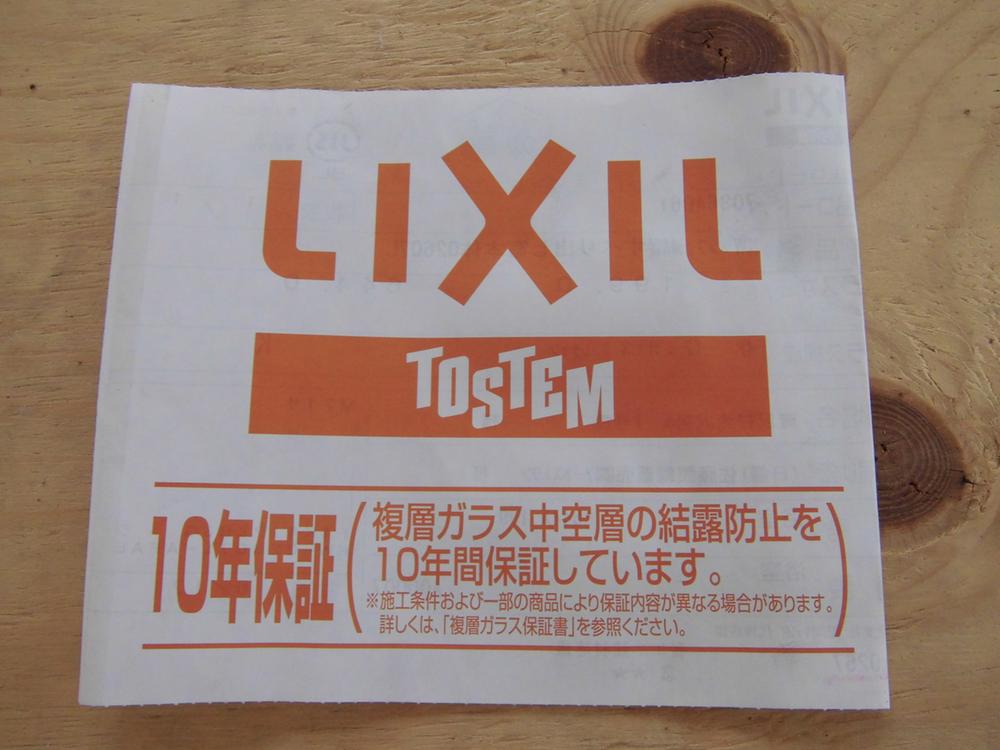 LIXIL
TOSTEM
10年保証
複層ガラス中空層の結露防止を
10年間保証しています。
※施工条件および一部の商品により保証内容が異なる場合があります。
詳しくは、「複層ガラス保証書」を参照ください。